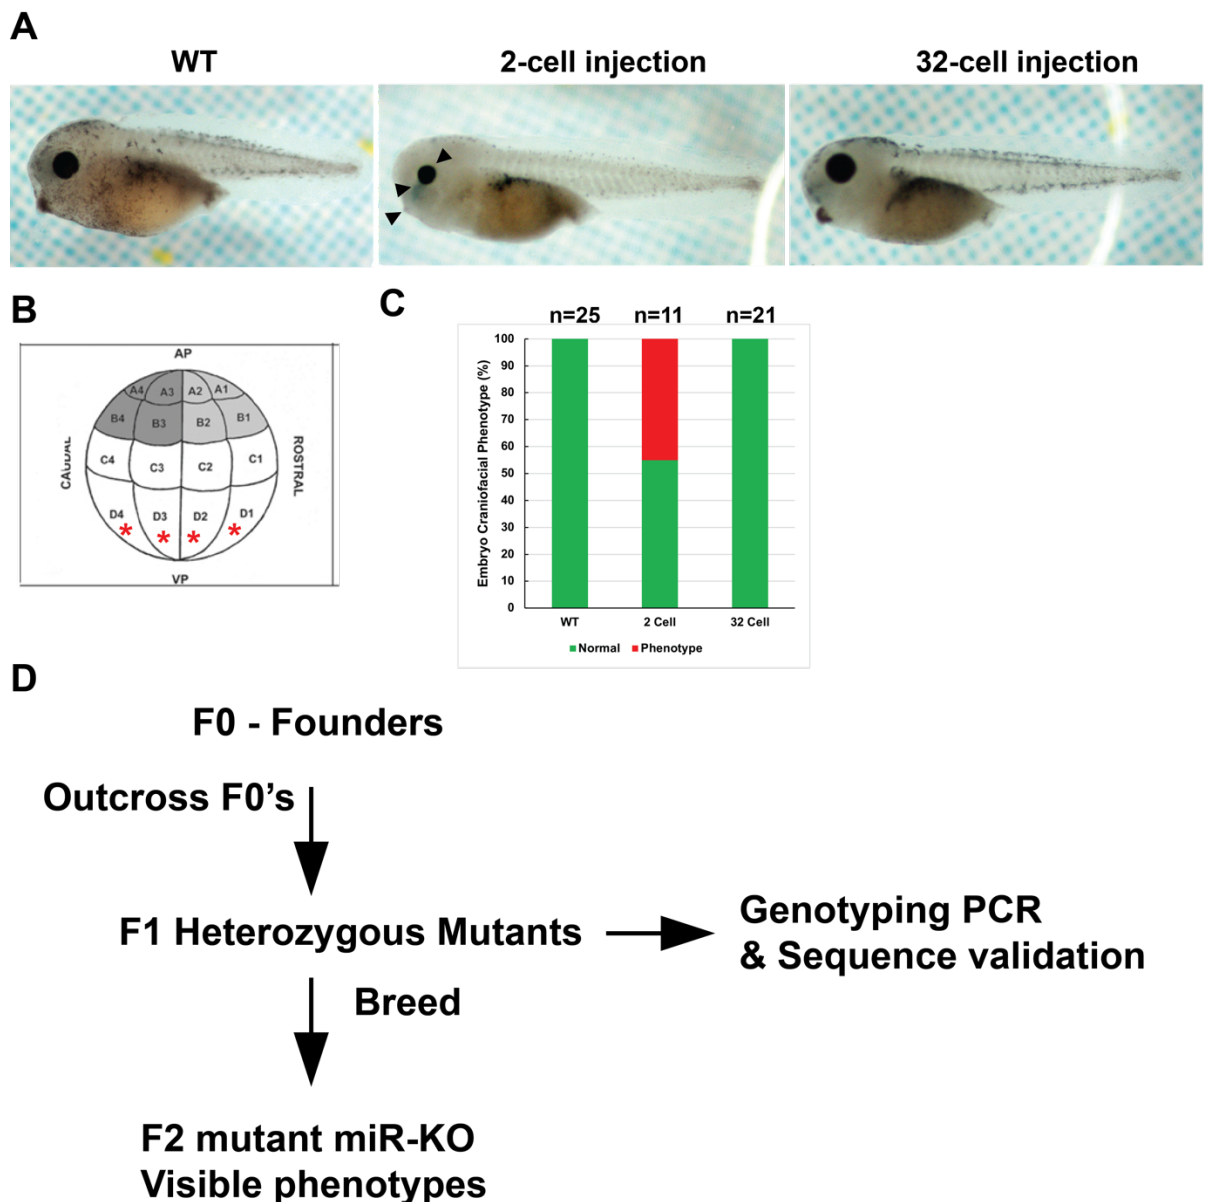 A
WT
2-cell injection
32-cell injection
B
AP
A4
A3
A2
A1
B4
B3
B2
B1
CAUDAL
ROSTRAL
C4
C3
C2
C1
D4
D3
D2
D1
*
*
*
*
VP
C
n=25
n=11
n=21
Embryo Craniofacial Phenotype (%)
100
90
80
70
60
50
40
30
20
10
0
WT
2 Cell
32 Cell
Normal
Phenotype
D
F0 - Founders
Outcross F0's
F1 Heterozygous Mutants
Genotyping PCR
& Sequence validation
Breed
F2 mutant miR-KO
Visible phenotypes